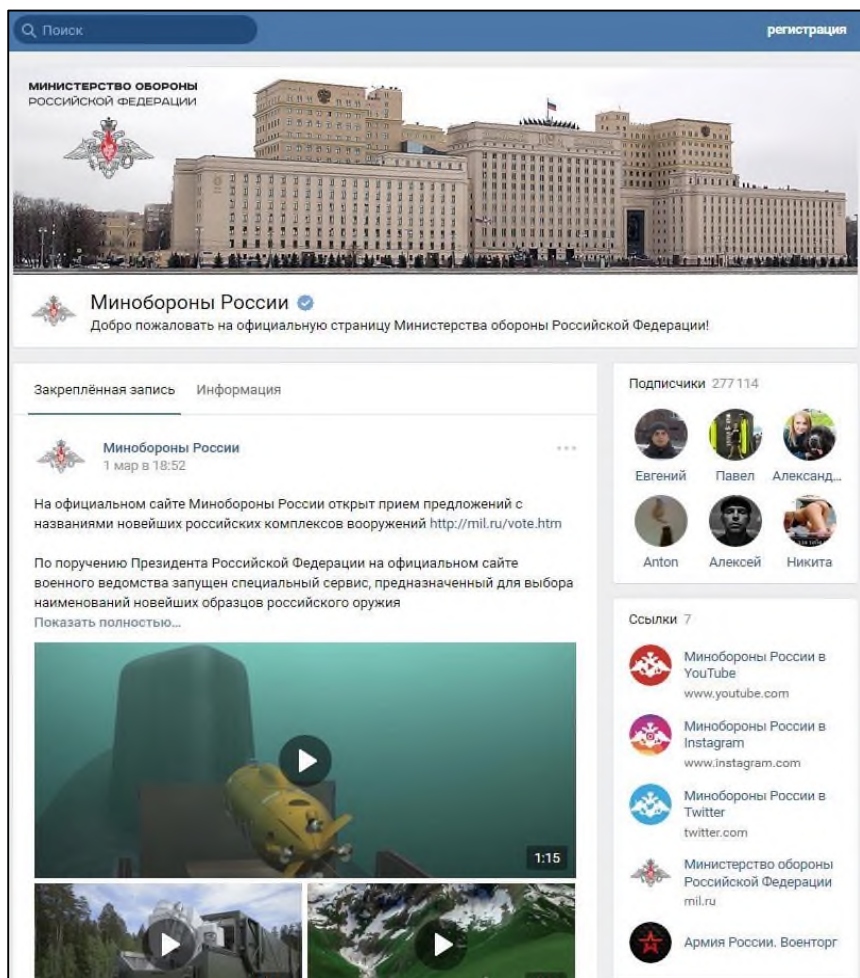 Поиск
регистрация
МИНИСТЕРСТВО ОБОРОНЫ
РОССИЙСКОЙ ФЕДЕРАЦИИ
Минобороны России
Добро пожаловать на официальную страницу Министерства обороны Российской Федерации!
Закреплённая запись Информация
Минобороны России
1 мар в 18:52
На официальном сайте Минобороны России открыт прием предложений с
названиями новейших российских комплексов вооружений http://mil.ru/vote.htm
По поручению Президента Российской Федерации на официальном сайте
военного ведомства запущен специальный сервис, предназначенный для выбора
наименований новейших образцов российского оружия
Показать полностью...
1:15
Подписчики 277 114
Евгений Павел Александ...
Anton Алексей Никита
Ссылки 7
Минобороны России в
YouTube
www.youtube.com
Минобороны России в
Instagram
www.instagram.com
Минобороны России в
Twitter
twitter.com
Министерство обороны
Российской Федерации
mil.ru
Армия России. Военторг